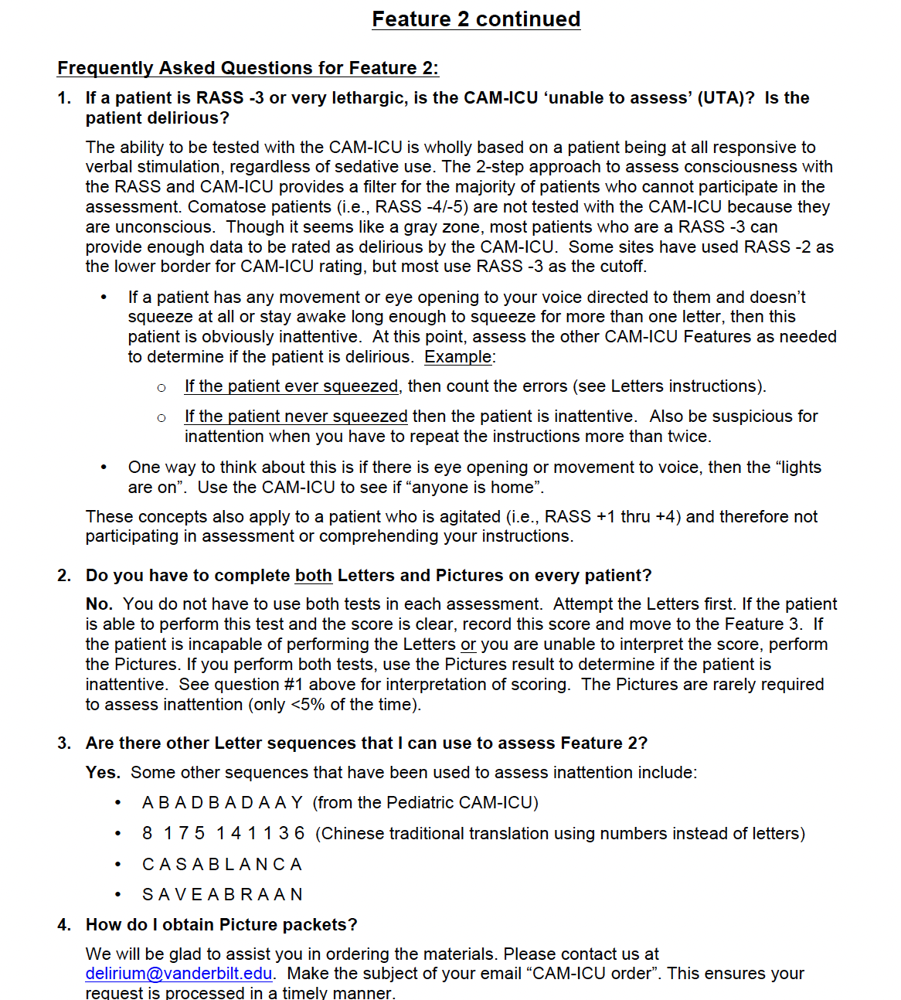 Feature 2 continued
Frequently Asked Questions for Feature 2:
1. If a patient is RASS -3 or very lethargic, is the CAM-ICU ‘unable to assess’ (UTA)?  Is the
patient delirious?
The ability to be tested with the CAM-ICU is wholly based on a patient being at all responsive to
verbal stimulation, regardless of sedative use. The 2-step approach to assess consciousness with
the RASS and CAM-ICU provides a filter for the majority of patients who cannot participate in the
assessment. Comatose patients (i.e., RASS -4/-5) are not tested with the CAM-ICU because they
are unconscious.  Though it seems like a gray zone, most patients who are a RASS -3 can
provide enough data to be rated as delirious by the CAM-ICU.  Some sites have used RASS -2 as
the lower border for CAM-ICU rating, but most use RASS -3 as the cutoff.
• If a patient has any movement or eye opening to your voice directed to them and doesn’t
squeeze at all or stay awake long enough to squeeze for more than one letter, then this
patient is obviously inattentive.  At this point, assess the other CAM-ICU Features as needed
to determine if the patient is delirious.  Example:
o If the patient ever squeezed, then count the errors (see Letters instructions).
o If the patient never squeezed then the patient is inattentive.  Also be suspicious for
inattention when you have to repeat the instructions more than twice.
• One way to think about this is if there is eye opening or movement to voice, then the “lights
are on”.  Use the CAM-ICU to see if “anyone is home”.
These concepts also apply to a patient who is agitated (i.e., RASS +1 thru +4) and therefore not
participating in assessment or comprehending your instructions.
2. Do you have to complete both Letters and Pictures on every patient?
No.  You do not have to use both tests in each assessment.  Attempt the Letters first. If the patient
is able to perform this test and the score is clear, record this score and move to the Feature 3.  If
the patient is incapable of performing the Letters or you are unable to interpret the score, perform
the Pictures. If you perform both tests, use the Pictures result to determine if the patient is
inattentive.  See question #1 above for interpretation of scoring.  The Pictures are rarely required
to assess inattention (only <5% of the time).
3. Are there other Letter sequences that I can use to assess Feature 2?
Yes.  Some other sequences that have been used to assess inattention include:
• A B A D B A D A A Y  (from the Pediatric CAM-ICU)
• 8  1 7 5  1 4 1 1 3 6  (Chinese traditional translation using numbers instead of letters)
• C A S A B L A N C A
• S A V E A B R A A N
4. How do I obtain Picture packets?
We will be glad to assist you in ordering the materials. Please contact us at
delirium@vanderbilt.edu.  Make the subject of your email “CAM-ICU order”. This ensures your
request is processed in a timely manner.